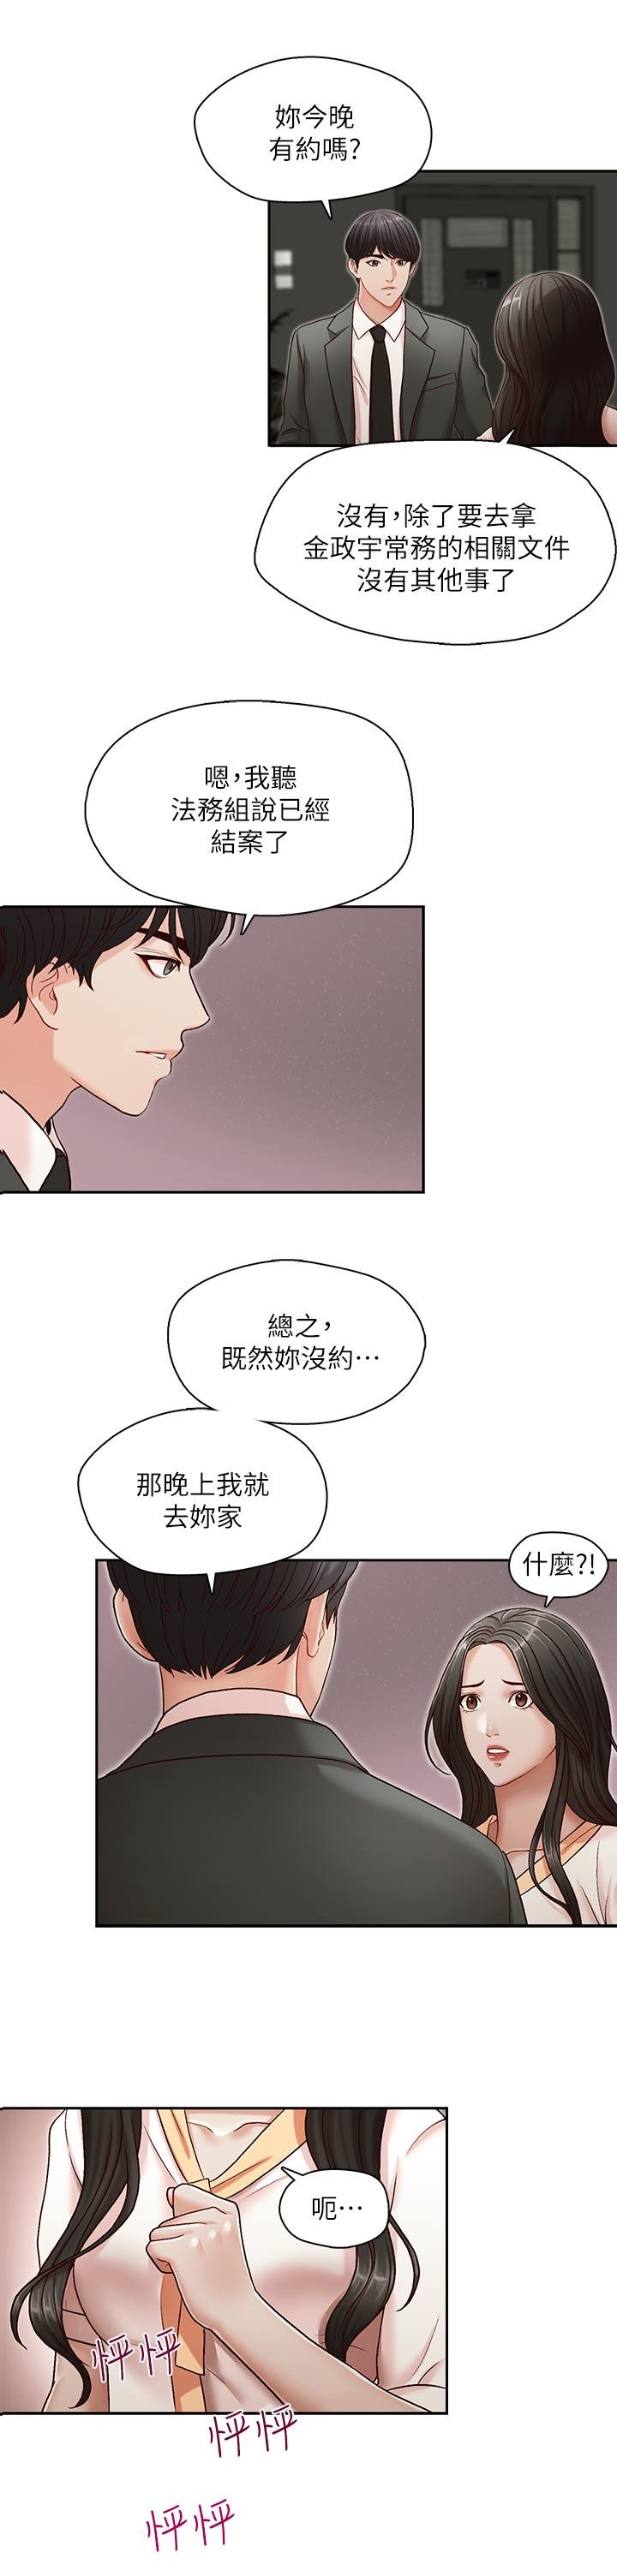 妳今晚
有約嗎?
沒有,除了要去拿
金政宇常務的相關文件
沒有其他事了
嗯,我聽
法務組說已經
結案了
總之,
既然妳沒約⋯
那晚上我就
去妳家
什麼?!
呃⋯
怦怦
怦怦
怦怦